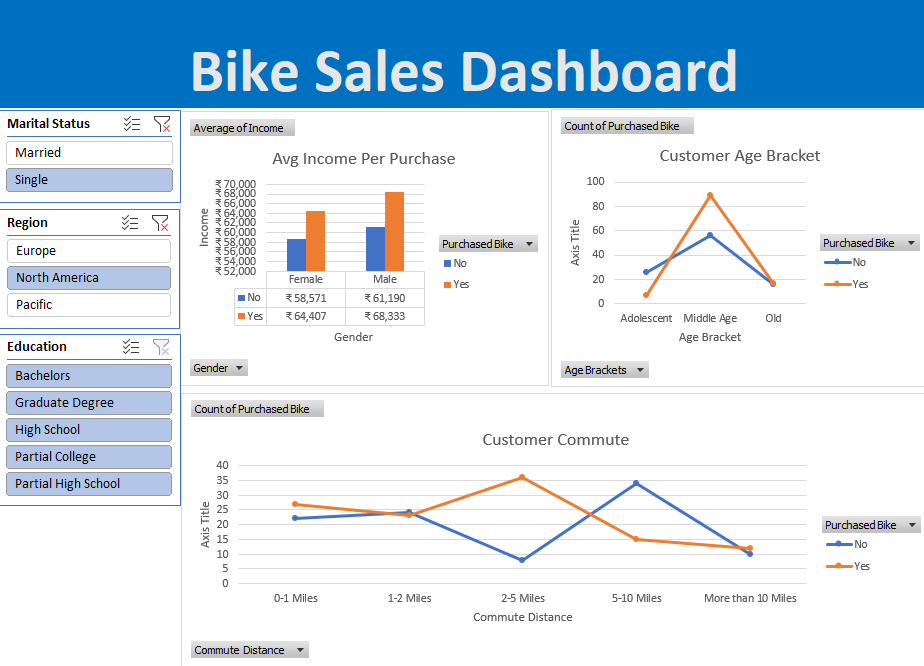 Bike Sales Dashboard
Marital Status
Married
Single
Region
Europe
North America
Pacific
Education
Bachelors
Graduate Degree
High School
Partial College
Partial High School
Average of Income
Avg Income Per Purchase
₹ 70,000
₹ 68,000
₹ 66,000
₹ 64,000
₹ 62,000
₹ 60,000
₹ 58,000
₹ 56,000
₹ 54,000
₹ 52,000
Income
Female Male
No ₹ 58,571 ₹ 61,190
Yes ₹ 64,407 ₹ 68,333
Gender
Purchased Bike
No
Yes
Gender
Count of Purchased Bike
Customer Age Bracket
100
80
60
40
20
0
Axis Title
Adolescent Middle Age Old
Age Bracket
Purchased Bike
No
Yes
Age Brackets
Count of Purchased Bike
Customer Commute
40
35
30
25
20
15
10
5
0
Axis Title
0-1 Miles 1-2 Miles 2-5 Miles 5-10 Miles More than 10 Miles
Commute Distance
Purchased Bike
No
Yes
Commute Distance